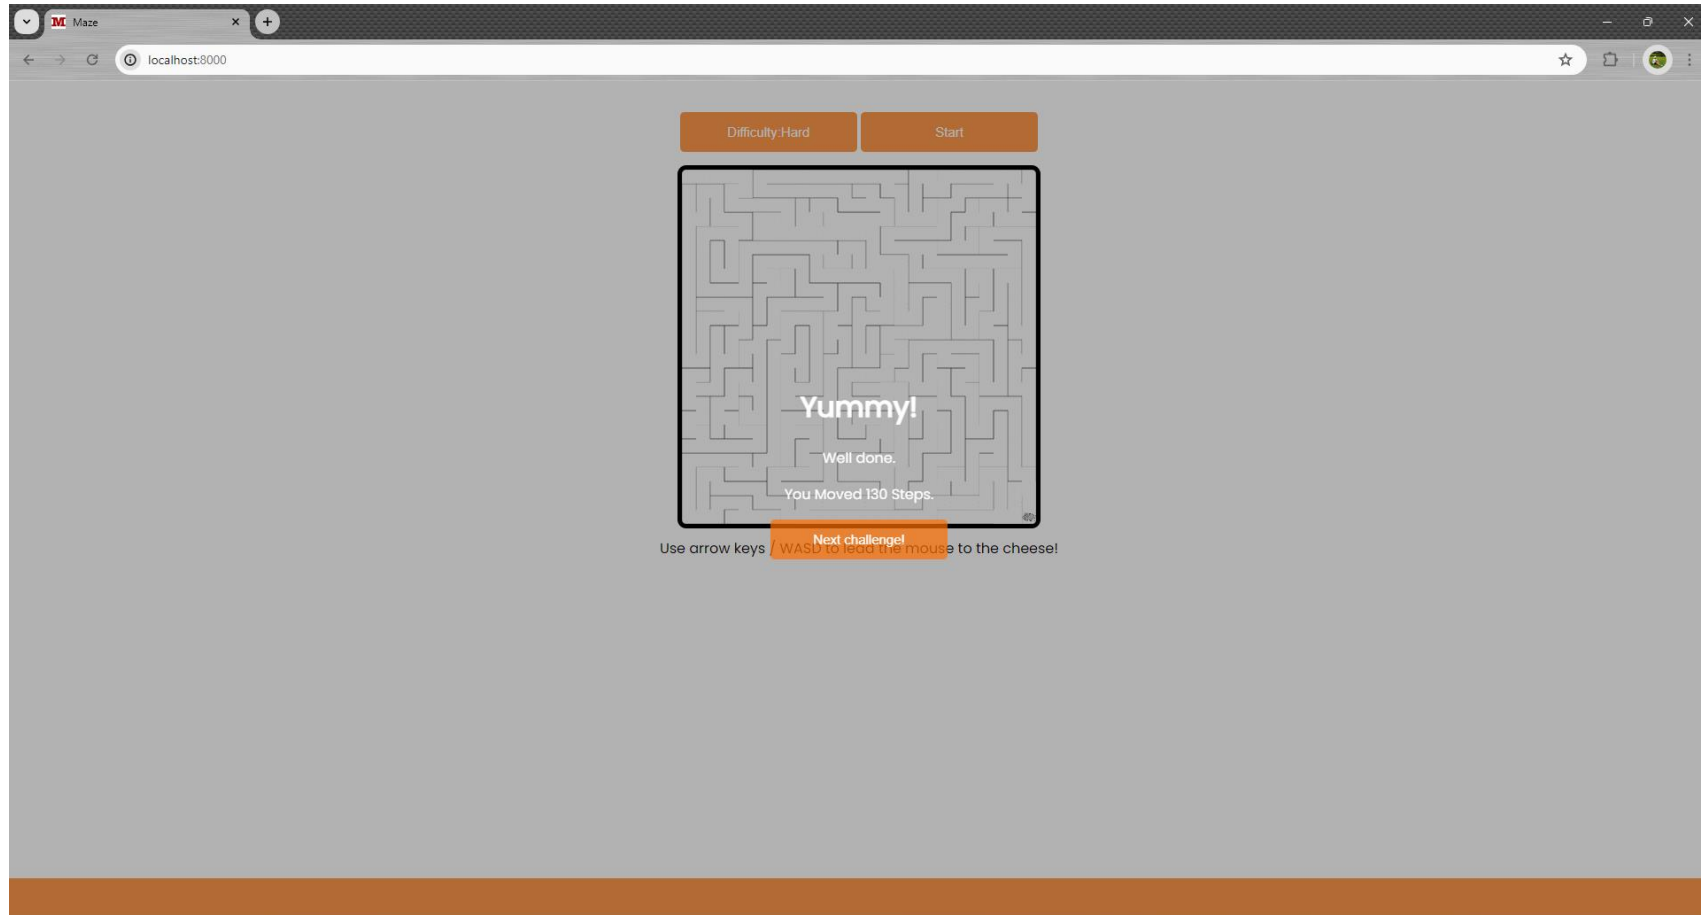 M Maze
localhost:8000
Difficulty:Hard
Start
Yummy!
Well done.
You Moved 130 Steps.
Next challenge!
Use arrow keys / WASD to lead the mouse to the cheese!